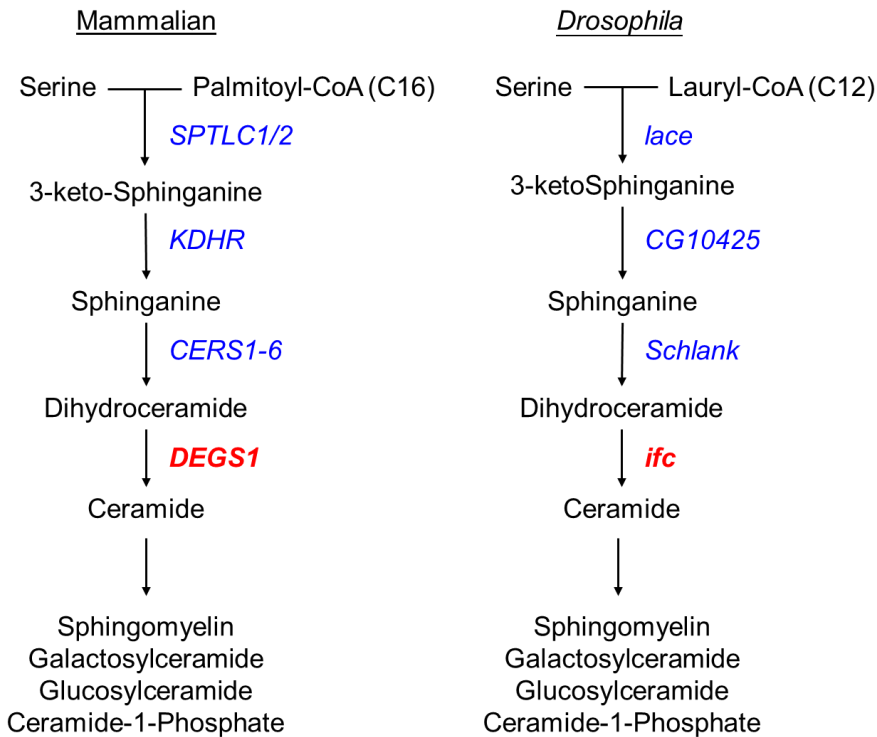 Mammalian
Serine Palmitoyl-CoA (C16)
SPTLC1/2
3-keto-Sphinganine
KDHR
Sphinganine
CERS1-6
Dihydroceramide
DEGS1
Ceramide
Sphingomyelin
Galactosylceramide
Glucosylceramide
Ceramide-1-Phosphate
Drosophila
Serine Lauryl-CoA (C12)
lace
3-ketoSphinganine
CG10425
Sphinganine
Schlank
Dihydroceramide
ifc
Ceramide
Sphingomyelin
Galactosylceramide
Glucosylceramide
Ceramide-1-Phosphate